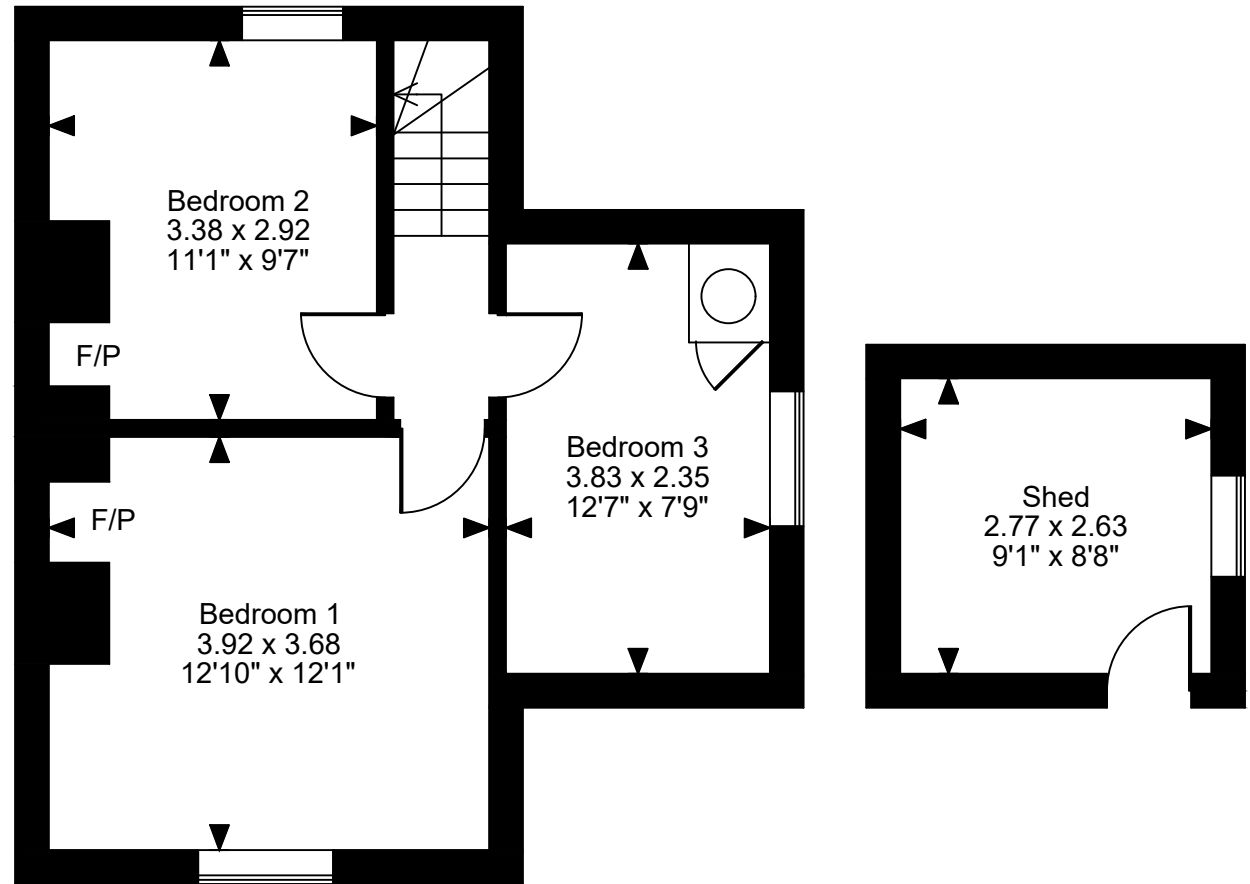 Bedroom 2
3.38 x 2.92
11'1" x 9'7"
F/P
Bedroom 3
3.83 x 2.35
12'7" x 7'9"
Shed
2.77 x 2.63
9'1" x 8'8"
F/P
Bedroom 1
3.92 x 3.68
12'10" x 12'1"